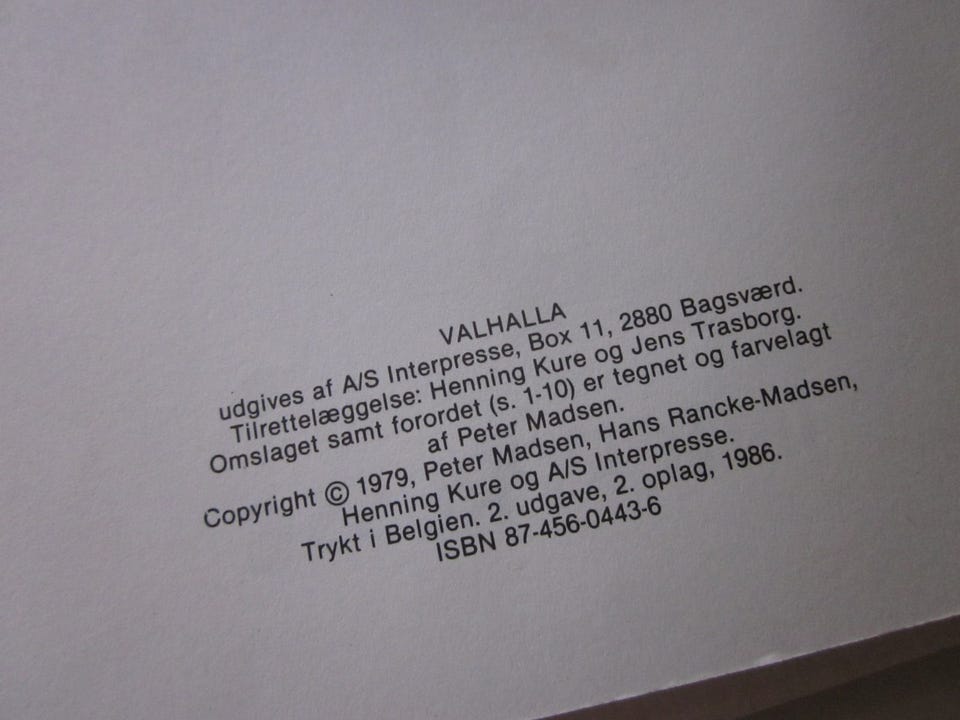 VALHALLA
udgives af A/S Interpresse, Box 11, 2880 Bagsværd.
Tilrettelæggelse: Henning Kure og Jens Trasborg.
Omslaget samt forordet (s. 1-10) er tegnet og farvelagt
af Peter Madsen.
Copyright © 1979, Peter Madsen, Hans Rancke-Madsen,
Henning Kure og A/S Interpresse.
Trykt i Belgien. 2. udgave, 2. oplag, 1986.
ISBN 87-456-0443-6